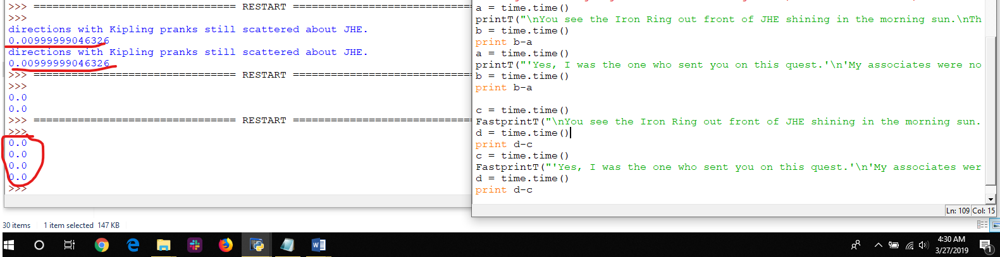 >>> ================================ RESTART ============================
>>>
directions with Kipling pranks still scattered about JHE.
0.00999999046326
directions with Kipling pranks still scattered about JHE.
0.00999999046326
>>> ================================ RESTART ============================
>>>
0.0
0.0
>>> ================================ RESTART ============================
>>>
0.0
0.0
0.0
0.0
>>>
a = time.time()
printT("\nYou see the Iron Ring out front of JHE shining in the morning sun.\nTh
b = time.time()
print b-a
a = time.time()
printT("'Yes, I was the one who sent you on this quest.'\n'My associates were no
b = time.time()
print b-a
c = time.time()
FastprintT("\nYou see the Iron Ring out front of JHE shining in the morning sun.
d = time.time()
print d-c
c = time.time()
FastprintT("'Yes, I was the one who sent you on this quest.'\n'My associates wer
d = time.time()
print d-c
Ln: 109 Col: 15
30 items 1 item selected 147 KB
4:30 AM
3/27/2019
1